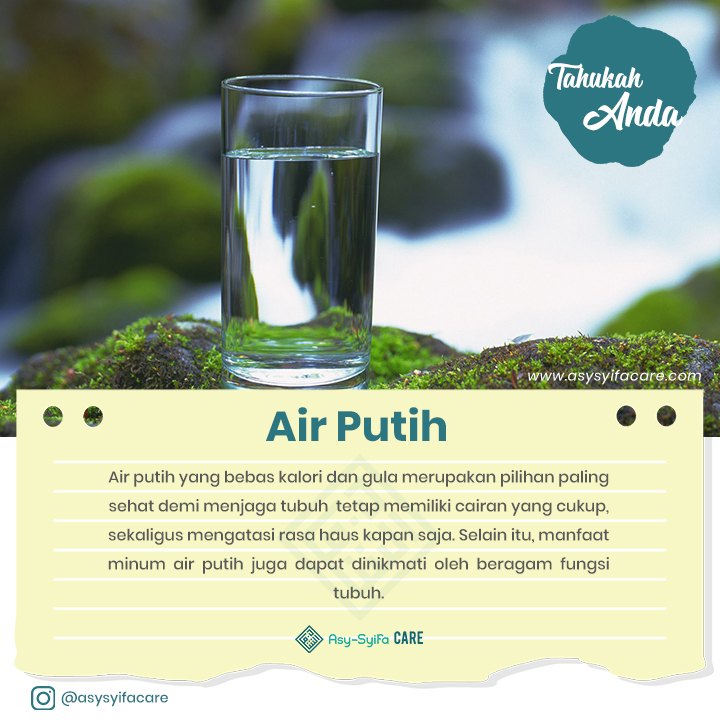 Tahukah
Anda
www.asysyifacare.com
Air Putih
Air putih yang bebas kalori dan gula merupakan pilihan paling
sehat demi menjaga tubuh tetap memiliki cairan yang cukup,
sekaligus mengatasi rasa haus kapan saja. Selain itu, manfaat
minum air putih juga dapat dinikmati oleh beragam fungsi
tubuh.
Asy-Syifa CARE
@asysyifacare